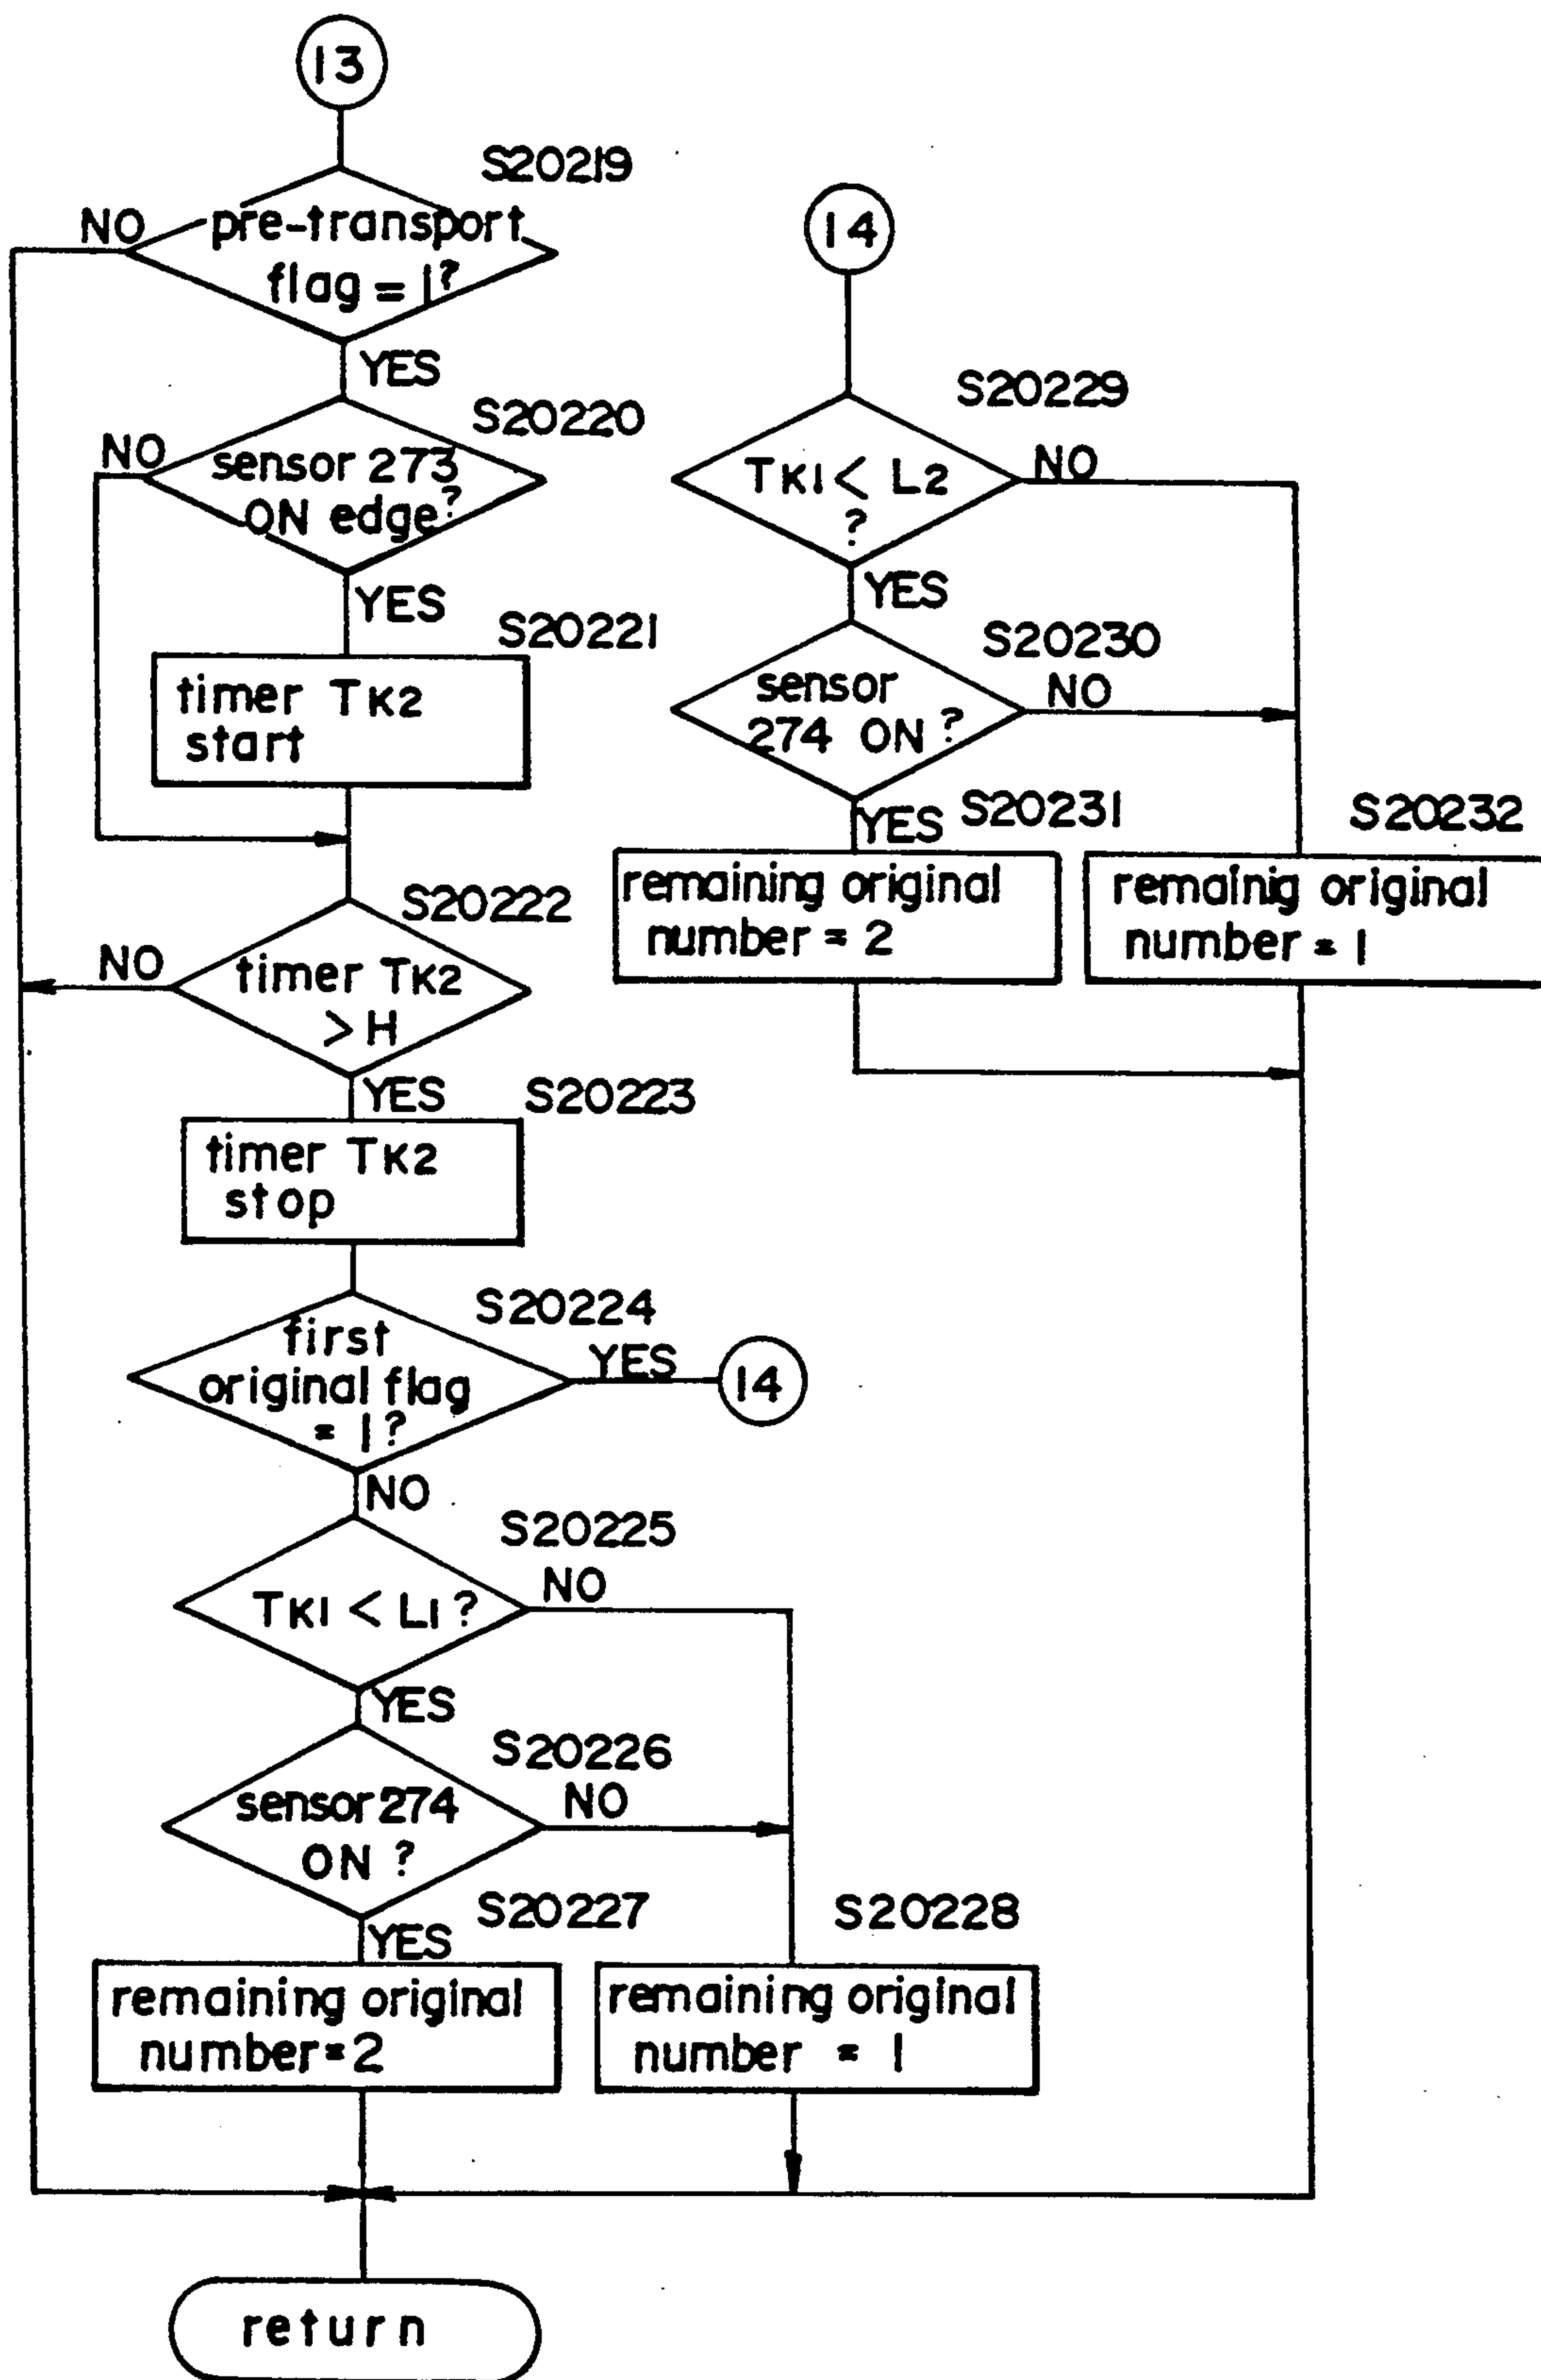 13
S20219
NO
pre-transport
flag = 1?
YES
S20220
NO
sensor 273
ON edge?
YES
S20221
timer TK2
start
S20222
NO
timer TK2
> H
YES
S20223
timer TK2
stop
S20224
first
original flag
= 1?
YES
14
NO
S20225
TK1 < L1 ?
NO
YES
S20226
sensor 274
ON ?
NO
YES
S20227
remaining original
number = 2
S20228
remaining original
number = 1
return
14
S20229
TK1 < L2
?
NO
YES
S20230
sensor
274 ON ?
NO
YES
S20231
remaining original
number = 2
S20232
remainig original
number = 1